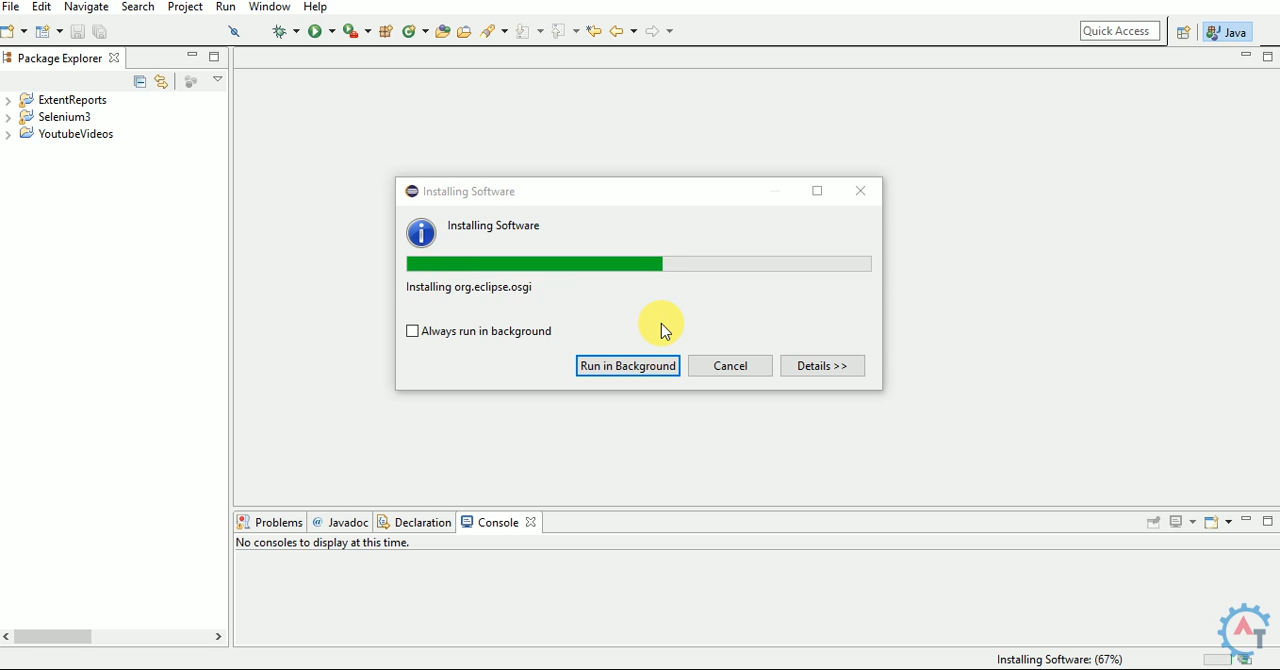 File Edit Navigate Search Project Run Window Help
Quick Access
Java
Package Explorer
ExtentReports
Selenium3
YoutubeVideos
Installing Software
Installing Software
Installing org.eclipse.osgi
Always run in background
Run in Background Cancel Details >>
Problems @ Javadoc Declaration Console
No consoles to display at this time.
AT
Installing Software: (67%)